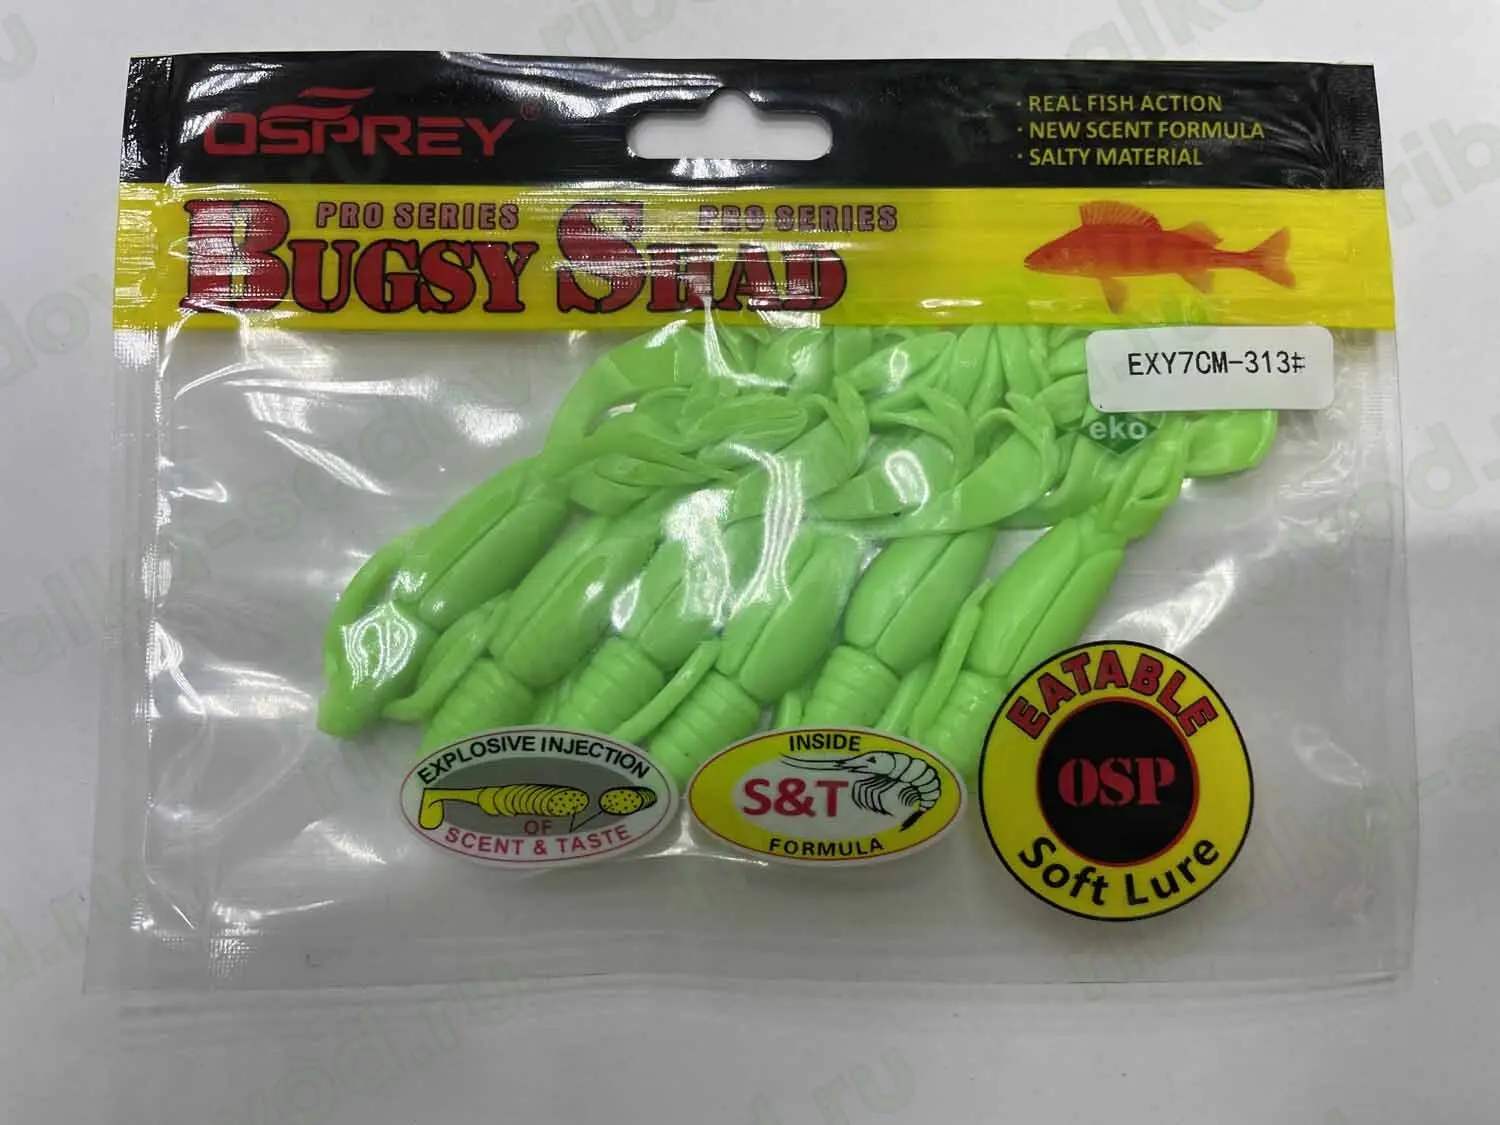 OSPREY®
· REAL FISH ACTION
· NEW SCENT FORMULA
· SALTY MATERIAL
PRO SERIES PRO SERIES
BUGSY SHAD
EXY7CM-313#
eko
EXPLOSIVE INJECTION
OF
SCENT & TASTE
INSIDE
S&T
FORMULA
EATABLE
OSP
Soft Lure